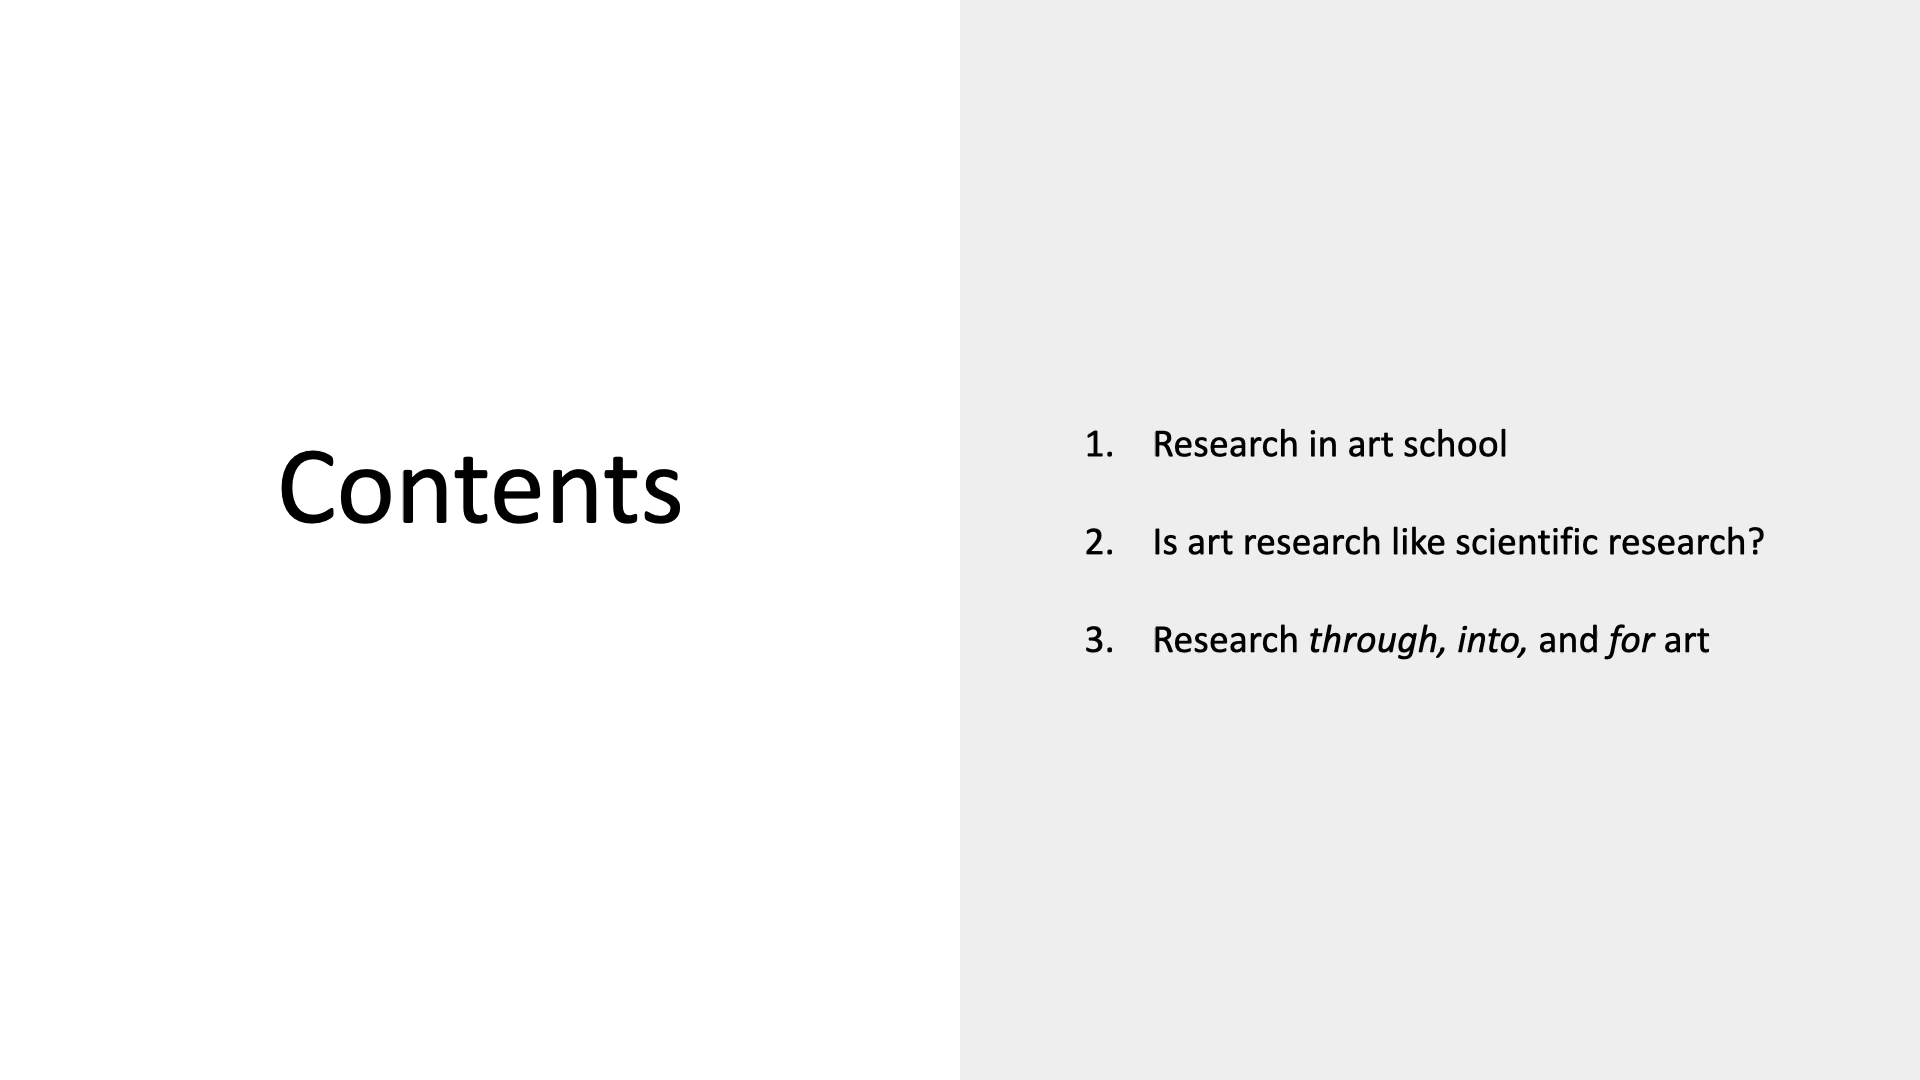 Contents
1. Research in art school
2. Is art research like scientific research?
3. Research through, into, and for art